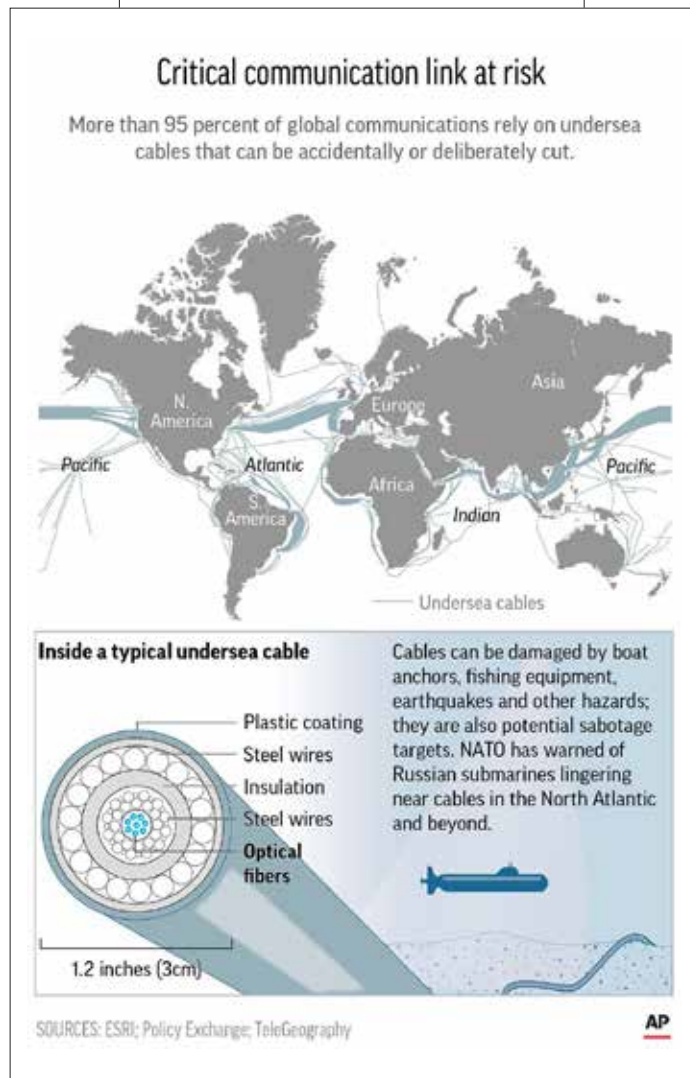 Critical communication link at risk
More than 95 percent of global communications rely on undersea
cables that can be accidentally or deliberately cut.
N.
America
Europe
Asia
Pacific
Atlantic
Africa
Pacific
S.
America
Indian
Undersea cables
Inside a typical undersea cable
Plastic coating
Steel wires
Insulation
Steel wires
Optical
fibers
1.2 inches (3cm)
Cables can be damaged by boat
anchors, fishing equipment,
earthquakes and other hazards;
they are also potential sabotage
targets. NATO has warned of
Russian submarines lingering
near cables in the North Atlantic
and beyond.
SOURCES: ESRI; Policy Exchange; TeleGeography
AP